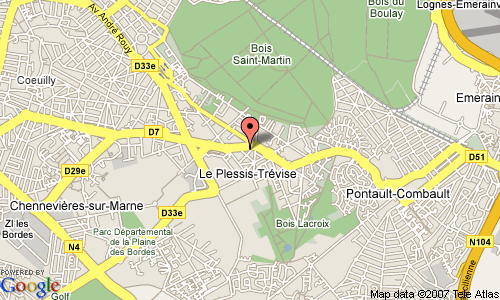 Av André Rouy
Bois du
Boulay
Lognes-Emerainv
Bois
Saint-Martin
D33e
Coeuilly
Emerain
D7
D51
D29e
Le Plessis-Trévise
Pontault-Combault
Chennevières-sur-Marne
D33e
ZI les
Bordes
Bois Lacroix
Parc Départemental
de la Plaine
des Bordes
N4
N104
POWERED BY
Google
Golf
Map data ©2007 Tele Atlas